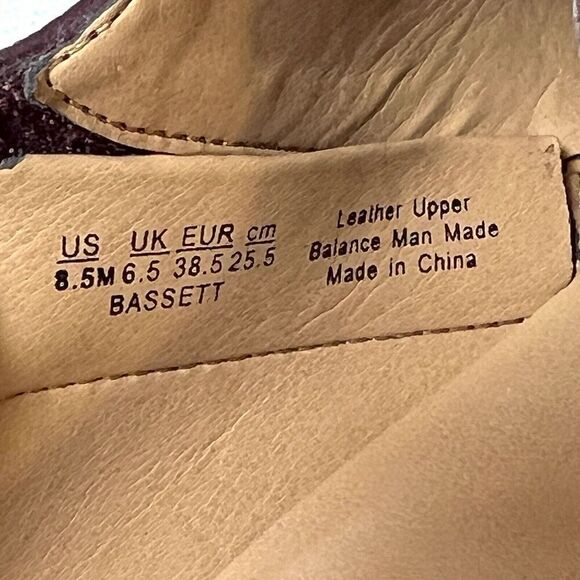 US UK EUR cm
8.5M 6.5 38.5 25.5
BASSETT
Leather Upper
Balance Man Made
Made in China